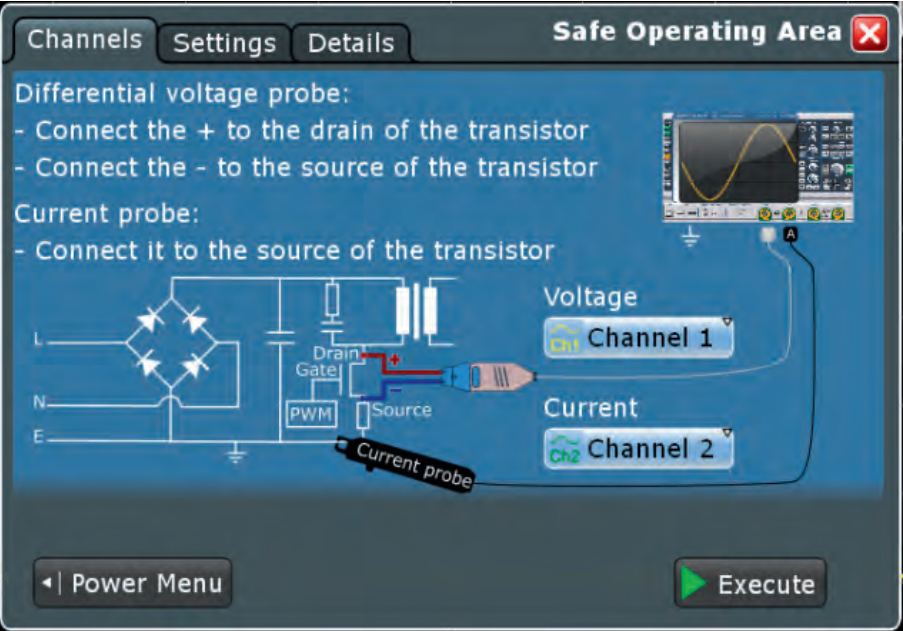 Channels
Settings
Details
Safe Operating Area
Differential voltage probe:
- Connect the + to the drain of the transistor
- Connect the - to the source of the transistor
Current probe:
- Connect it to the source of the transistor
A
Voltage
Ch1 Channel 1
Current
Ch2 Channel 2
L
N
E
Drain
+
Gate
-
PWM
Source
Current probe
Power Menu
Execute